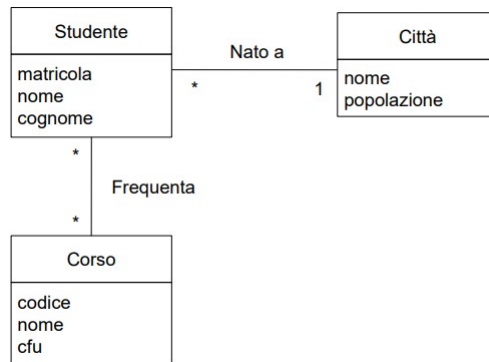 Studente
matricola
nome
cognome
Nato a
*
1
Città
nome
popolazione
*
Frequenta
*
Corso
codice
nome
cfu